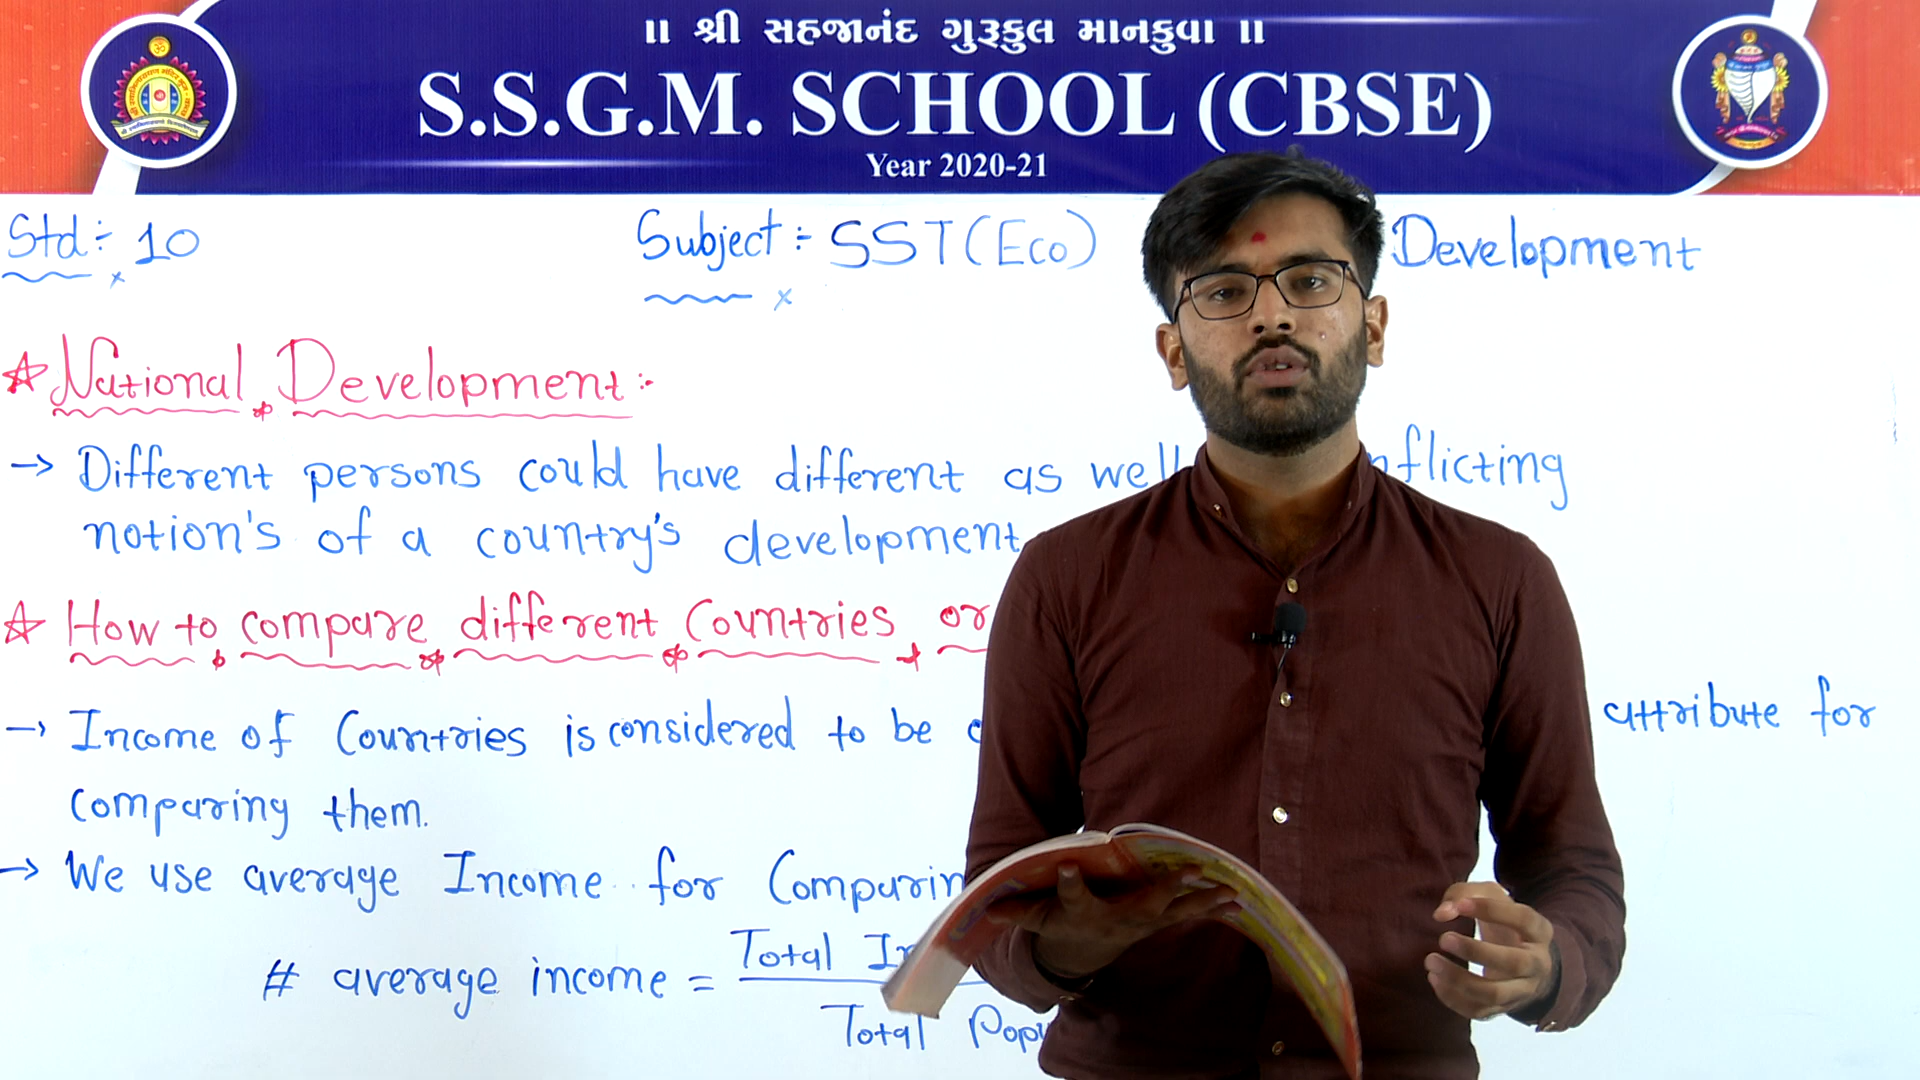 ॥ શ્રી સહજાનંદ ગુરૂકુલ માનકુવા ॥
S.S.G.M. SCHOOL (CBSE)
Year 2020-21
Std :- 10 Subject :- SST (Eco) Development
☆ National Development :-
→ Different persons could have different as well flicting
notion's of a country's development
☆ How to compare different Countries or
→ Income of Countries is considered to be attribute for
comparing them.
→ We use average Income for
# average income = Total
Total